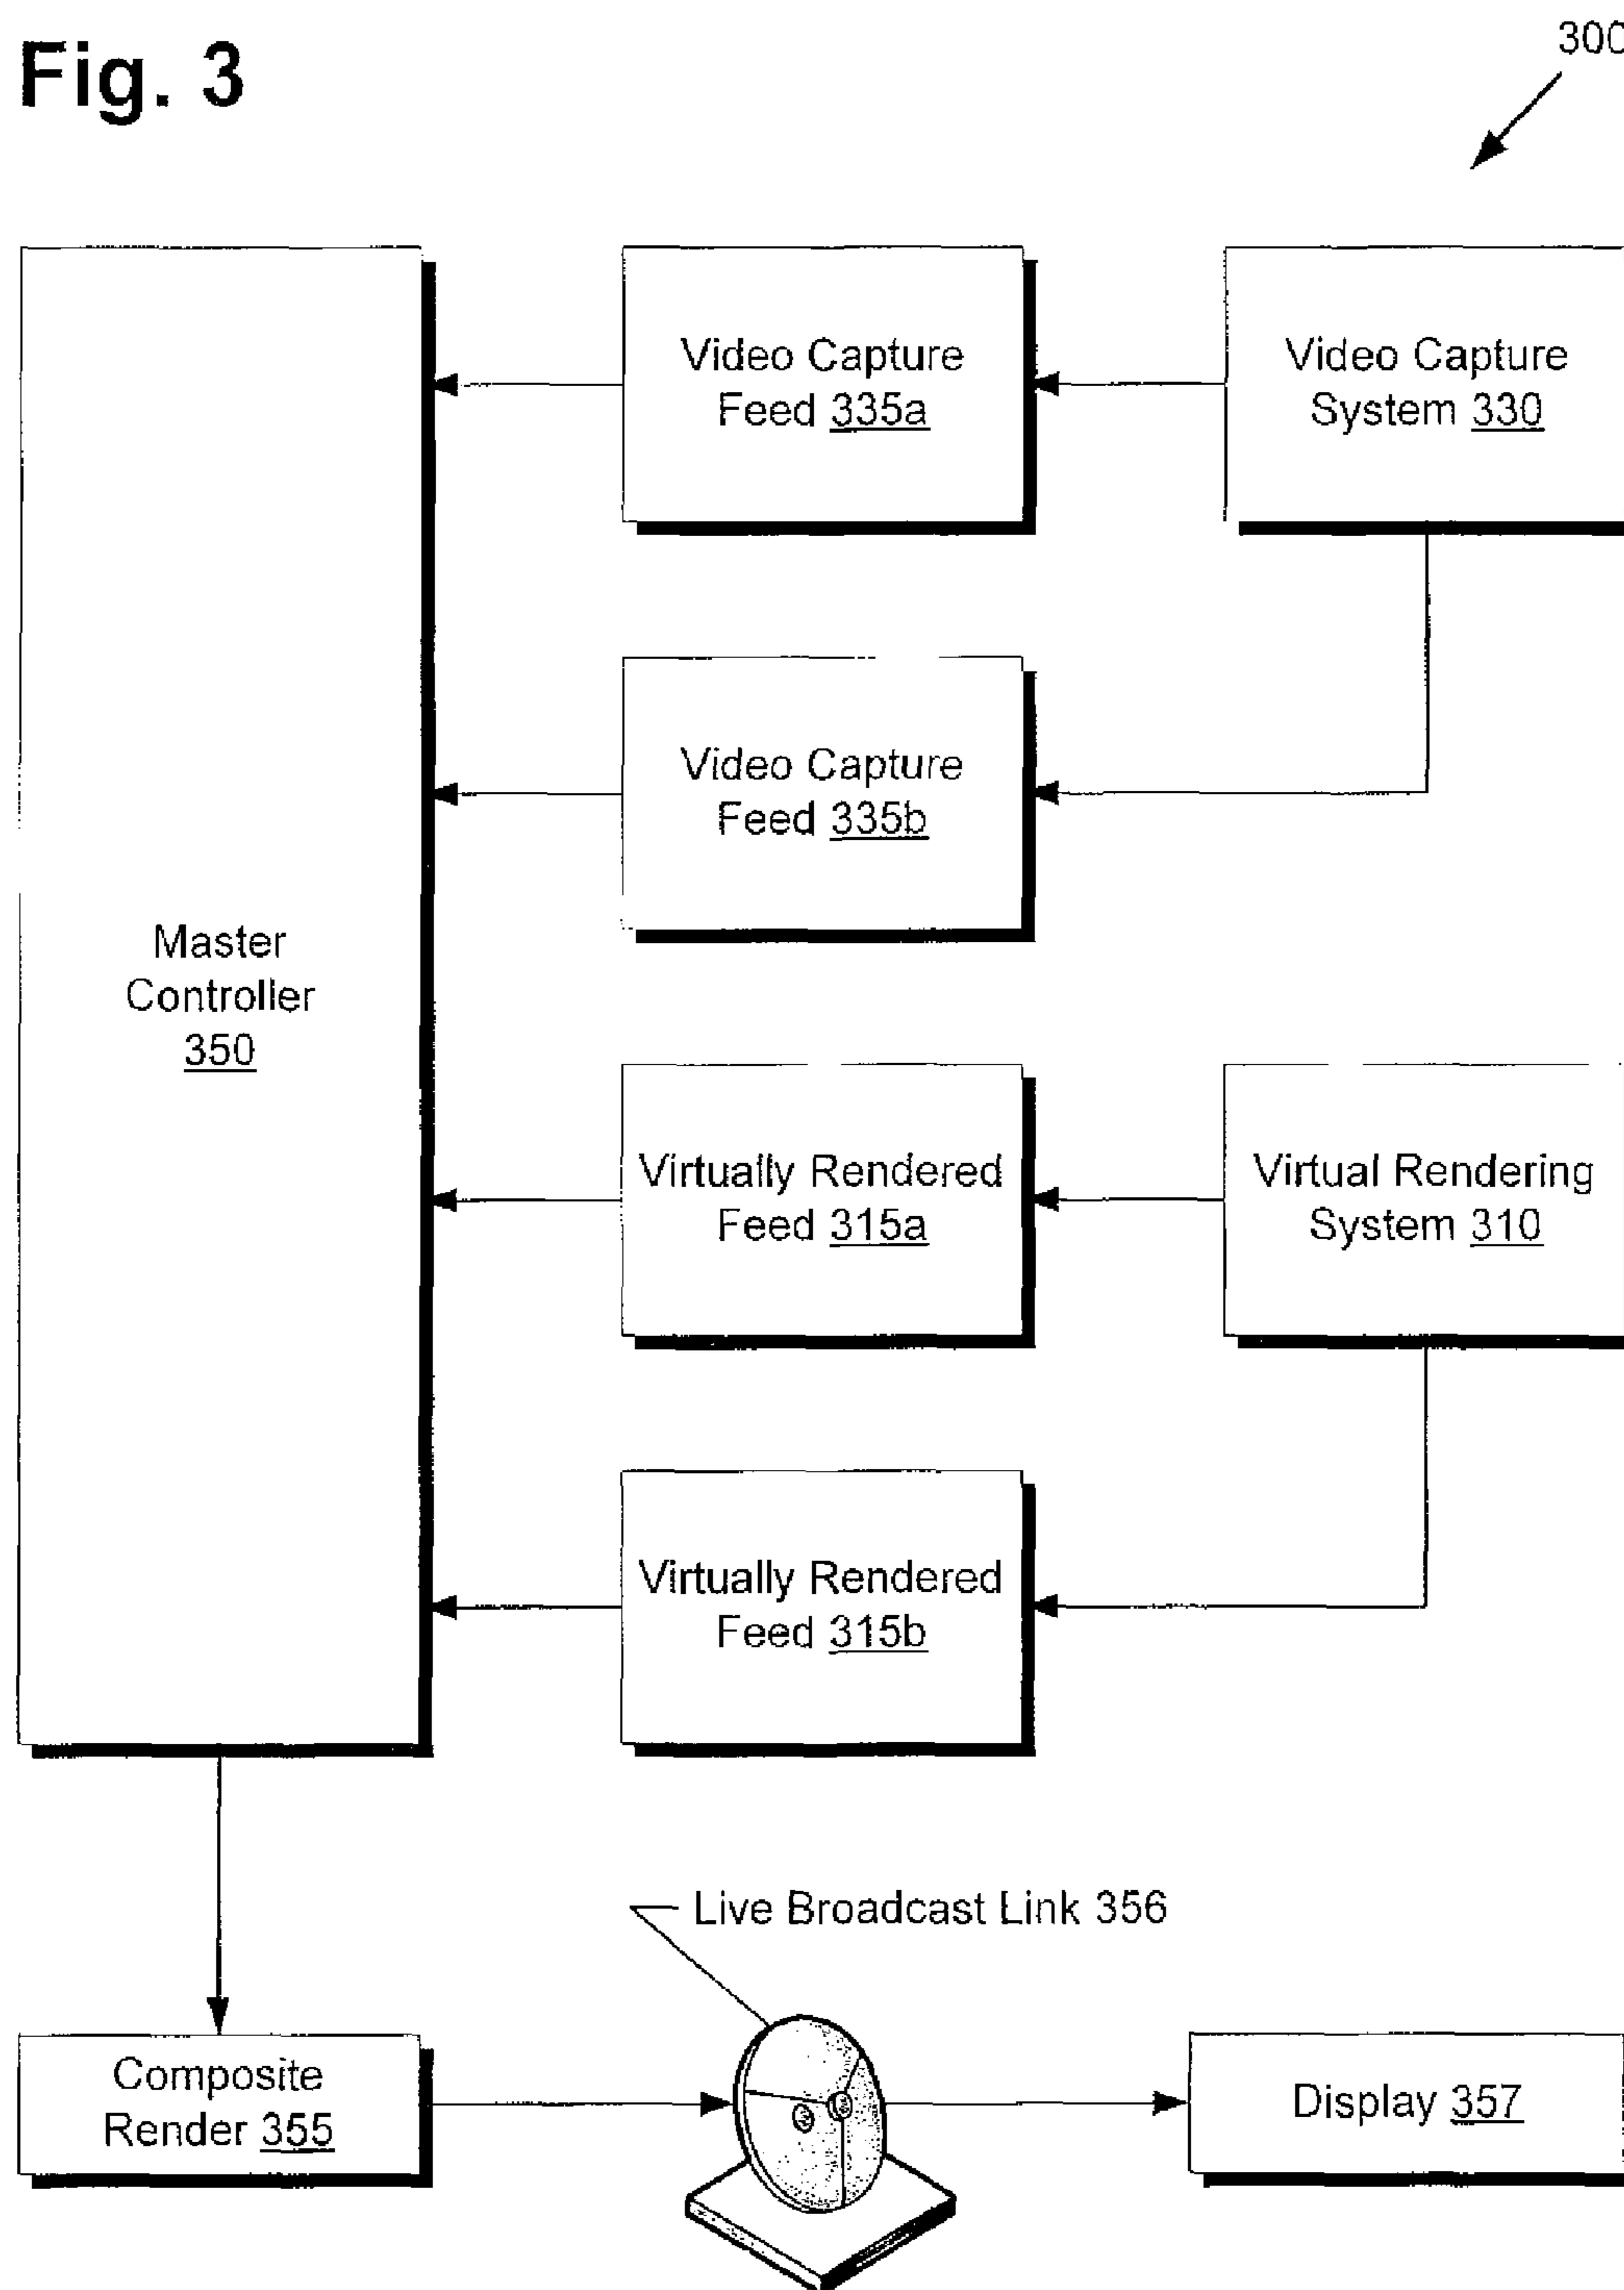 Fig. 3
300
Video Capture
Feed 335a
Video Capture
System 330
Video Capture
Feed 335b
Master
Controller
350
Virtually Rendered
Feed 315a
Virtual Rendering
System 310
Virtually Rendered
Feed 315b
Live Broadcast Link 356
Composite
Render 355
Display 357